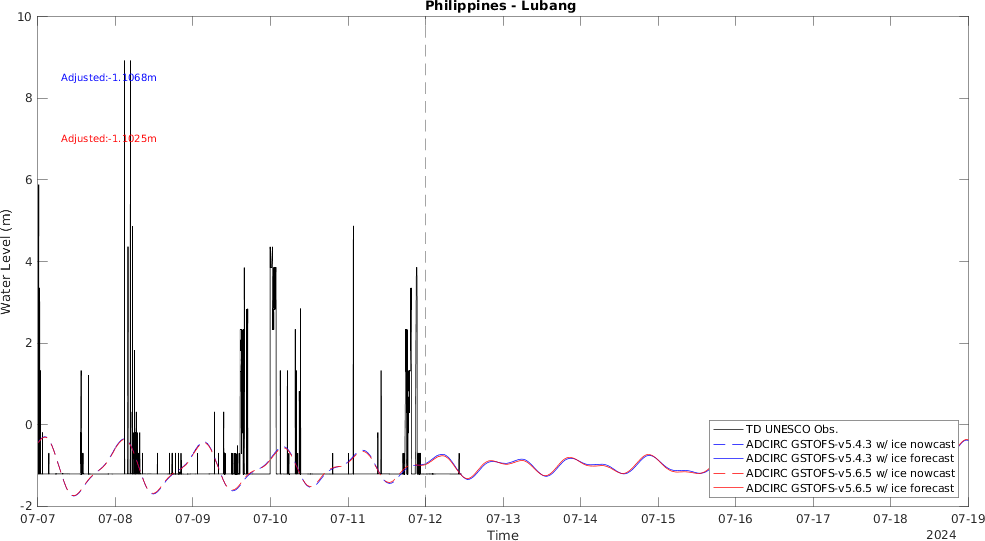 Philippines - Lubang
10
8
6
4
2
0
-2
Water Level (m)
Adjusted:-1.1068m
Adjusted:-1.1025m
TD UNESCO Obs.
ADCIRC GSTOFS-v5.4.3 w/ ice nowcast
ADCIRC GSTOFS-v5.4.3 w/ ice forecast
ADCIRC GSTOFS-v5.6.5 w/ ice nowcast
ADCIRC GSTOFS-v5.6.5 w/ ice forecast
07-07 07-08 07-09 07-10 07-11 07-12 07-13 07-14 07-15 07-16 07-17 07-18 07-19
Time
2024